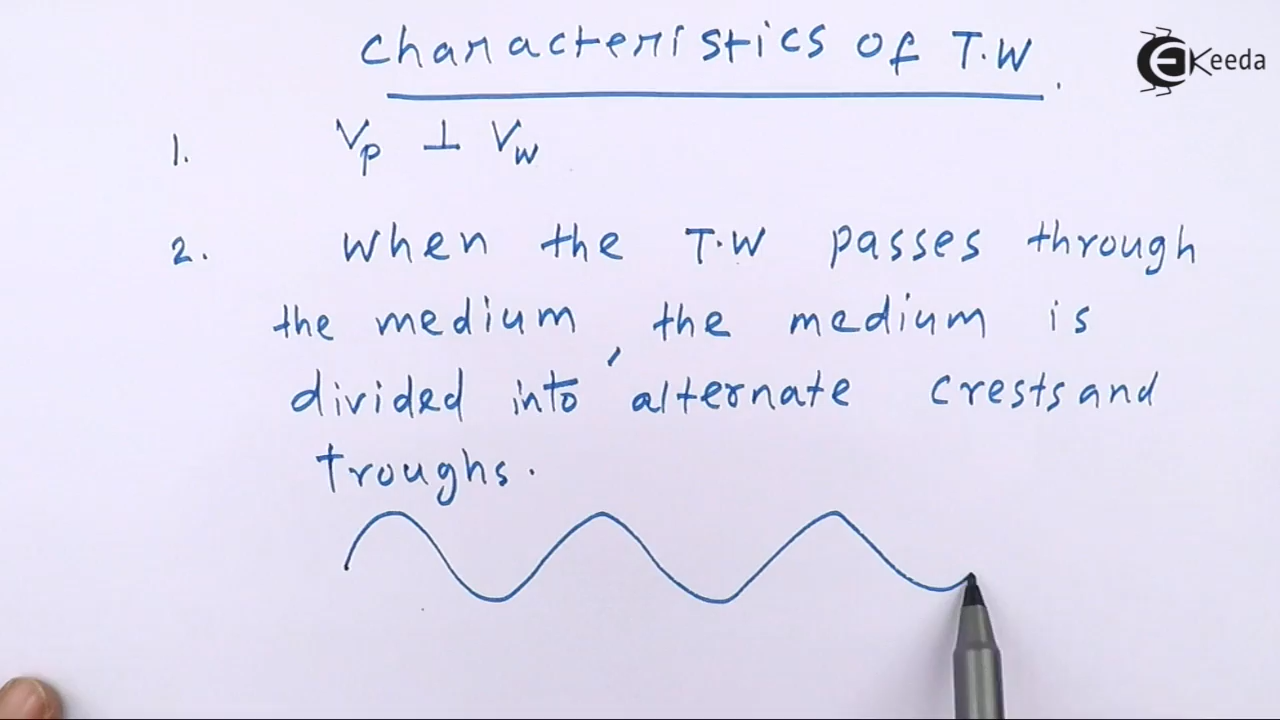 Characteristics of T.W.
Keeda
1. Vp ⊥ Vw
2. When the T.W passes through
the medium, the medium is
divided into alternate crests and
troughs.